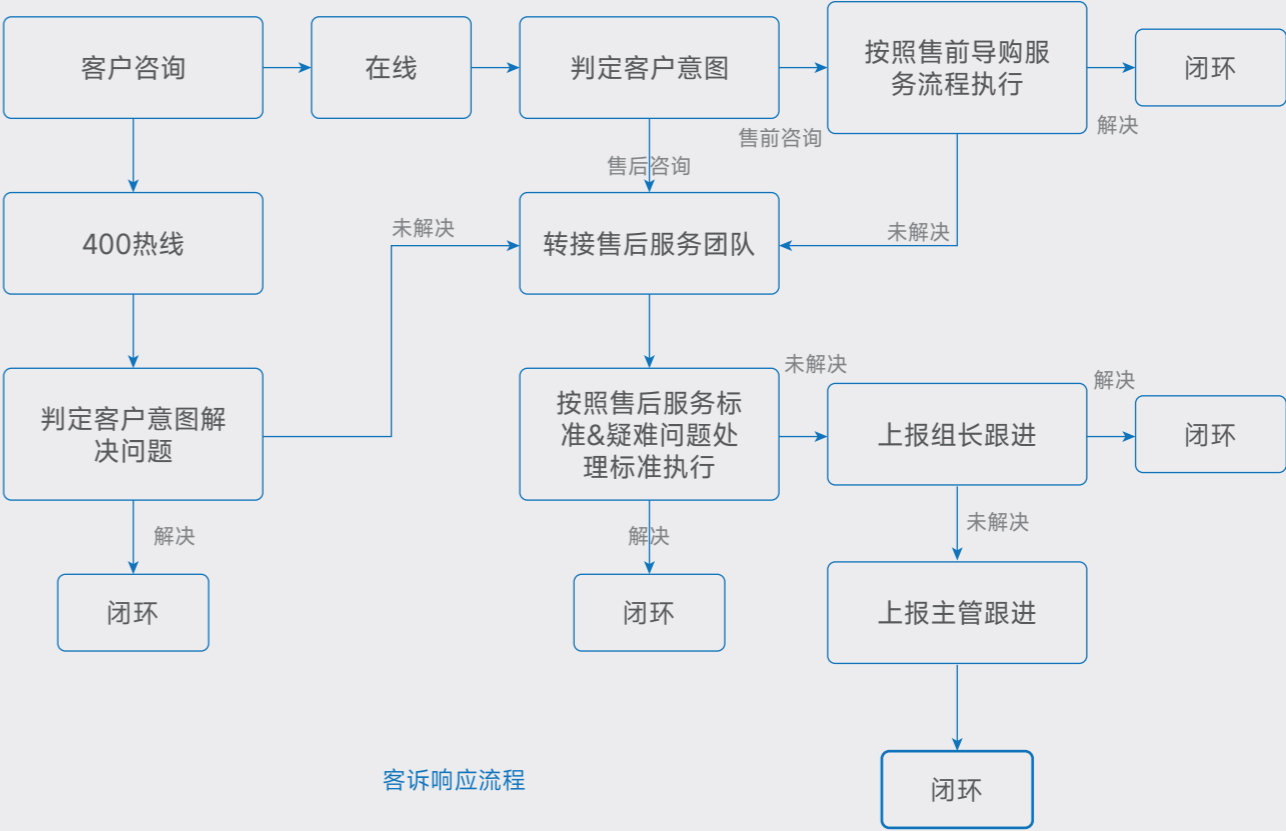 客户咨询
在线
判定客户意图
按照售前导购服
务流程执行
闭环
售前咨询
解决
售后咨询
400热线
未解决
转接售后服务团队
未解决
判定客户意图解
决问题
按照售后服务标
准&疑难问题处
理标准执行
未解决
上报组长跟进
解决
闭环
解决
解决
未解决
闭环
闭环
上报主管跟进
客诉响应流程
闭环